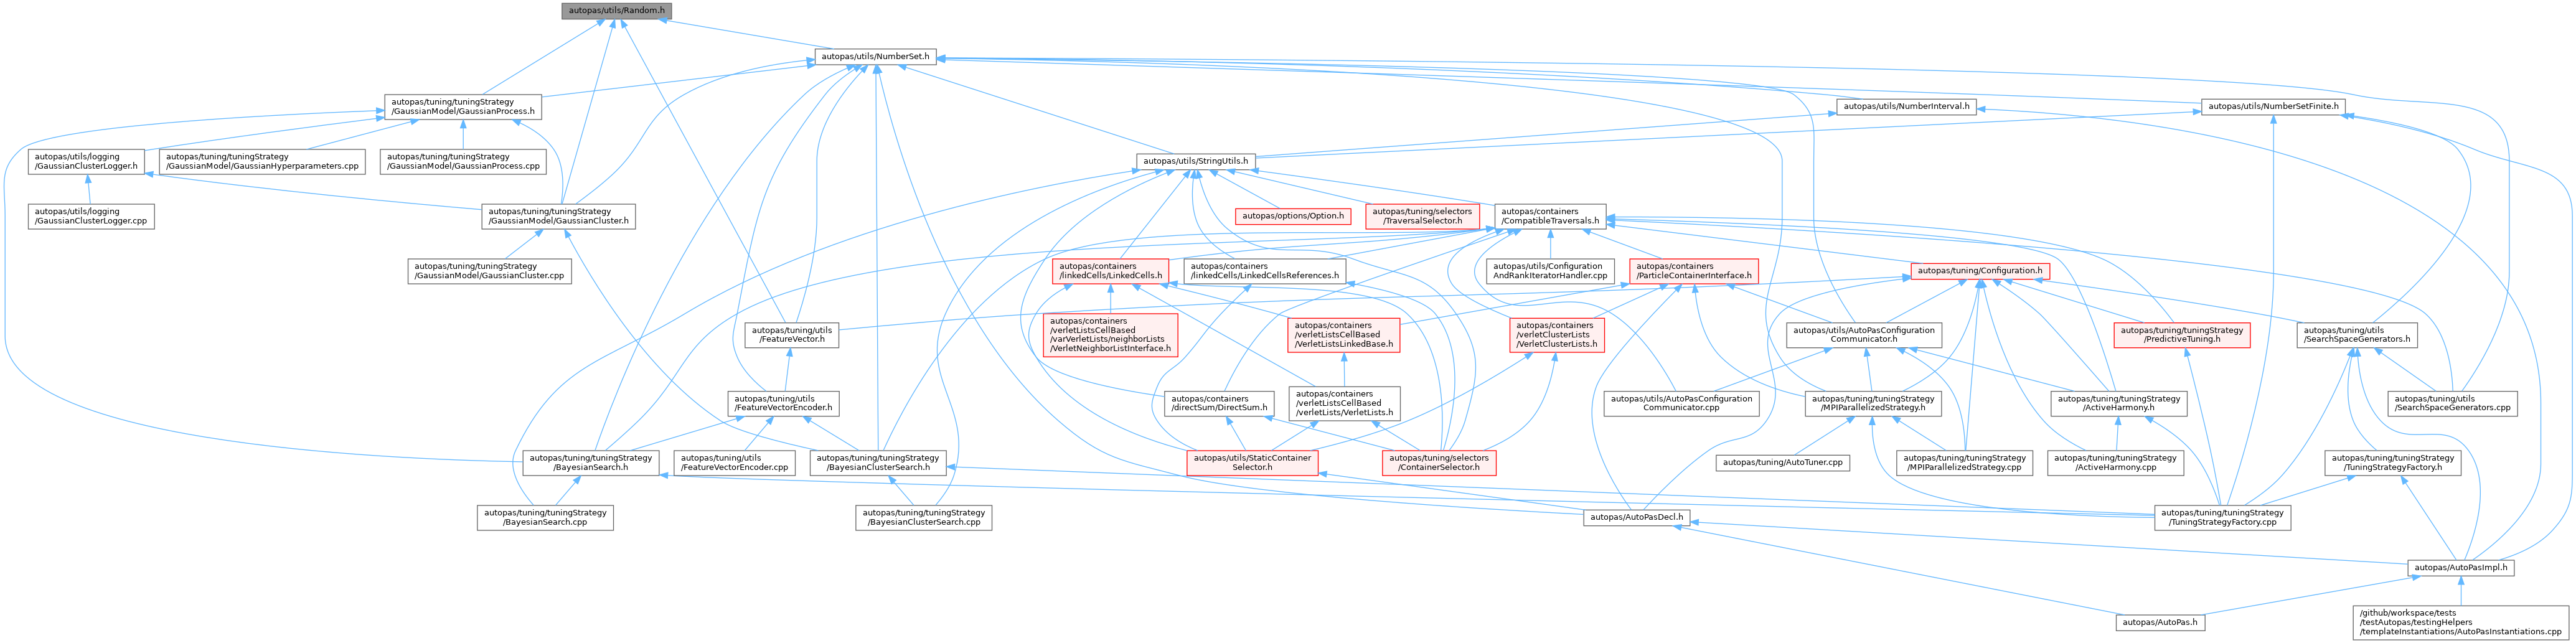 autopas/utils/Random.h
autopas/utils/NumberSet.h
autopas/tuning/tuningStrategy
/GaussianModel/GaussianProcess.h
autopas/utils/NumberInterval.h
autopas/utils/NumberSetFinite.h
autopas/utils/logging
/GaussianClusterLogger.h
autopas/tuning/tuningStrategy
/GaussianModel/GaussianHyperparameters.cpp
autopas/tuning/tuningStrategy
/GaussianModel/GaussianProcess.cpp
autopas/utils/StringUtils.h
autopas/utils/logging
/GaussianClusterLogger.cpp
autopas/tuning/tuningStrategy
/GaussianModel/GaussianCluster.h
autopas/options/Option.h
autopas/tuning/selectors
/TraversalSelector.h
autopas/containers
/CompatibleTraversals.h
autopas/tuning/tuningStrategy
/GaussianModel/GaussianCluster.cpp
autopas/containers
/linkedCells/LinkedCells.h
autopas/containers
/linkedCells/LinkedCellsReferences.h
autopas/utils/Configuration
AndRankIteratorHandler.cpp
autopas/containers
/ParticleContainerInterface.h
autopas/tuning/Configuration.h
autopas/tuning/utils
/FeatureVector.h
autopas/containers
/verletListsCellBased
/varVerletLists/neighborLists
/VerletNeighborListInterface.h
autopas/containers
/verletListsCellBased
/VerletListsLinkedBase.h
autopas/containers
/verletClusterLists
/VerletClusterLists.h
autopas/utils/AutoPasConfiguration
Communicator.h
autopas/tuning/tuningStrategy
/PredictiveTuning.h
autopas/tuning/utils
/SearchSpaceGenerators.h
autopas/tuning/utils
/FeatureVectorEncoder.h
autopas/containers
/directSum/DirectSum.h
autopas/containers
/verletListsCellBased
/verletLists/VerletLists.h
autopas/utils/AutoPasConfiguration
Communicator.cpp
autopas/tuning/tuningStrategy
/MPIParallelizedStrategy.h
autopas/tuning/tuningStrategy
/ActiveHarmony.h
autopas/tuning/utils
/SearchSpaceGenerators.cpp
autopas/tuning/tuningStrategy
/BayesianSearch.h
autopas/tuning/utils
/FeatureVectorEncoder.cpp
autopas/tuning/tuningStrategy
/BayesianClusterSearch.h
autopas/utils/StaticContainer
Selector.h
autopas/tuning/selectors
/ContainerSelector.h
autopas/tuning/AutoTuner.cpp
autopas/tuning/tuningStrategy
/MPIParallelizedStrategy.cpp
autopas/tuning/tuningStrategy
/ActiveHarmony.cpp
autopas/tuning/tuningStrategy
/TuningStrategyFactory.h
autopas/tuning/tuningStrategy
/BayesianSearch.cpp
autopas/tuning/tuningStrategy
/BayesianClusterSearch.cpp
autopas/AutoPasDecl.h
autopas/tuning/tuningStrategy
/TuningStrategyFactory.cpp
autopas/AutoPasImpl.h
autopas/AutoPas.h
/github/workspace/tests
/testAutopas/testingHelpers
/templateInstantiations/AutoPasInstantiations.cpp